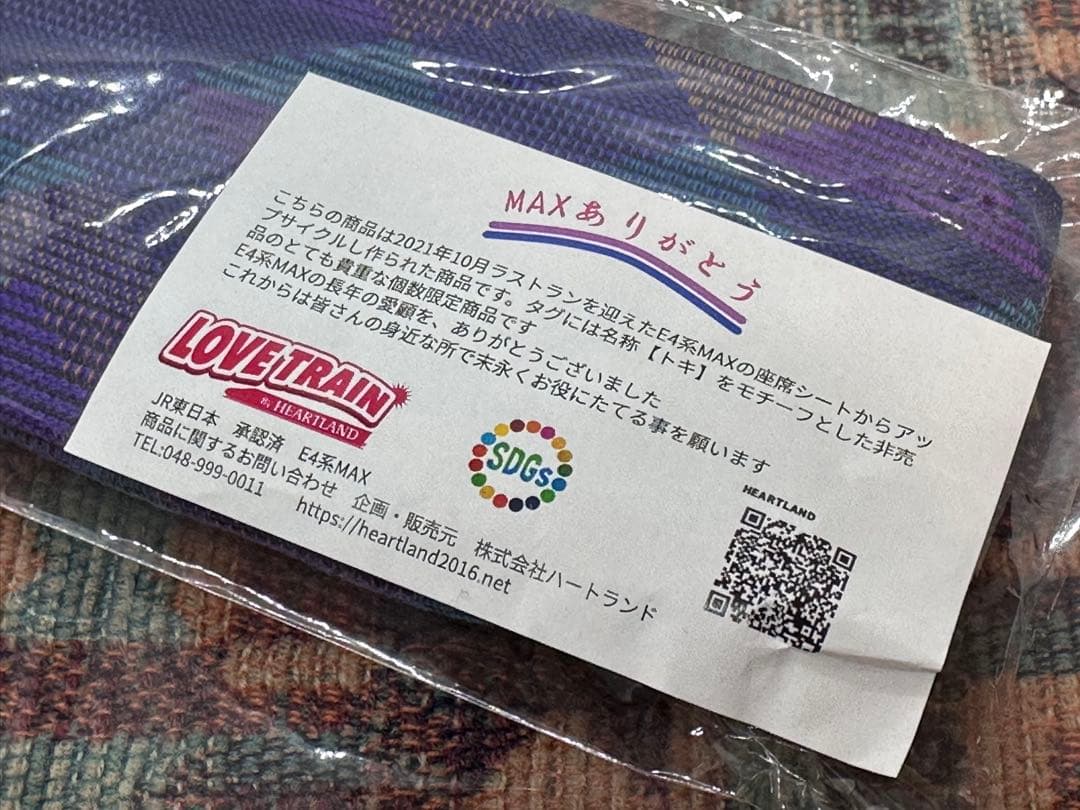 MAXありがとう
こちらの商品は2021年10月ラストランを迎えたE4系MAXの座席シートからアッ
プサイクルし作られた商品です。タグには名称【トキ】をモチーフとした非売
品のとても貴重な個数限定商品です
E4系MAXの長年の愛顧を、ありがとうございました
これからは皆さんの身近な所で末永くお役にたてる事を願います
LOVE TRAIN
By HEARTLAND
SDGs
HEARTLAND
JR東日本 承認済 E4系MAX
商品に関するお問い合わせ 企画・販売元 株式会社ハートランド
TEL:048-999-0011 https://heartland2016.net